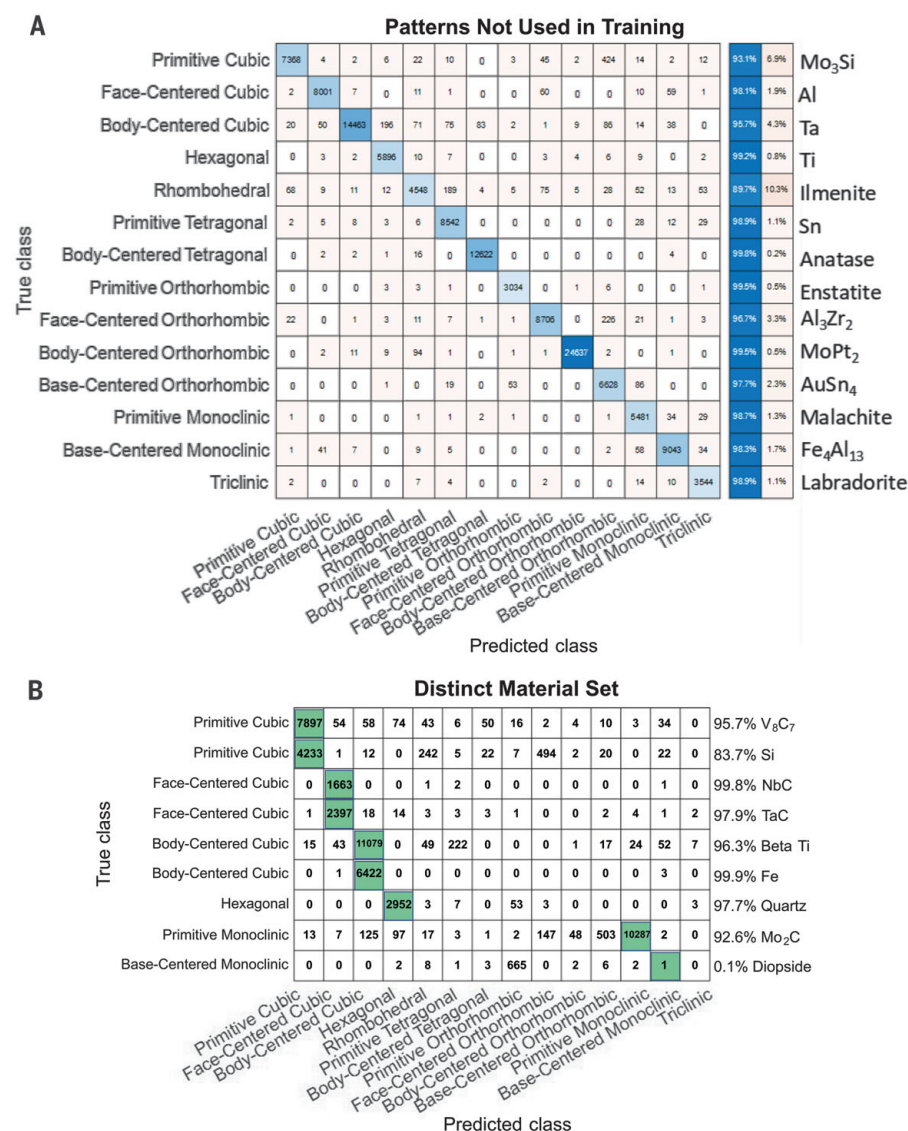 A
Patterns Not Used in Training
True class
Primitive Cubic 7368 4 2 6 22 10 0 3 45 2 424 14 2 12 93.1% 6.9% Mo₃Si
Face-Centered Cubic 2 8001 7 0 11 1 0 0 60 0 0 10 59 1 98.1% 1.9% Al
Body-Centered Cubic 20 50 14463 196 71 75 83 2 1 9 86 14 38 0 95.7% 4.3% Ta
Hexagonal 0 3 2 5896 10 7 0 0 3 4 6 9 0 2 99.2% 0.8% Ti
Rhombohedral 68 9 11 12 4548 189 4 5 75 5 28 52 13 53 89.7% 10.3% Ilmenite
Primitive Tetragonal 2 5 8 3 6 8542 0 0 0 0 0 28 12 29 98.9% 1.1% Sn
Body-Centered Tetragonal 0 2 2 1 16 0 12622 0 0 0 0 0 4 0 99.8% 0.2% Anatase
Primitive Orthorhombic 0 0 3 3 1 0 0 3034 0 1 6 0 0 1 99.5% 0.5% Enstatite
Face-Centered Orthorhombic 22 0 1 3 11 7 1 1 8706 0 226 21 1 3 96.7% 3.3% Al₃Zr₂
Body-Centered Orthorhombic 0 2 11 9 94 1 0 1 1 24637 2 0 1 0 99.5% 0.5% MoPt₂
Base-Centered Orthorhombic 0 0 0 1 0 19 0 53 0 0 6628 86 0 0 97.7% 2.3% AuSn₄
Primitive Monoclinic 1 0 0 0 1 1 2 1 0 0 0 5481 34 29 98.7% 1.3% Malachite
Base-Centered Monoclinic 1 41 7 0 9 5 0 0 0 0 2 58 9043 34 98.3% 1.7% Fe₄Al₁₃
Triclinic 2 0 0 0 7 4 0 0 2 0 0 14 10 3544 98.9% 1.1% Labradorite
Primitive Cubic
Face-Centered Cubic
Body-Centered Cubic
Hexagonal
Rhombohedral
Primitive Tetragonal
Body-Centered Tetragonal
Primitive Orthorhombic
Face-Centered Orthorhombic
Body-Centered Orthorhombic
Base-Centered Orthorhombic
Primitive Monoclinic
Base-Centered Monoclinic
Triclinic
Predicted class
B
Distinct Material Set
True class
Primitive Cubic 7897 54 58 74 43 6 50 16 2 4 10 3 34 0 95.7% V₈C₇
Primitive Cubic 4233 1 12 0 242 5 22 7 494 2 20 0 22 0 83.7% Si
Face-Centered Cubic 0 1663 0 0 1 2 0 0 0 0 0 0 1 0 99.8% NbC
Face-Centered Cubic 1 2397 18 14 3 3 3 1 0 0 2 4 1 2 97.9% TaC
Body-Centered Cubic 15 43 11079 0 49 222 0 0 0 1 17 24 52 7 96.3% Beta Ti
Body-Centered Cubic 0 1 6422 0 0 0 0 0 0 0 0 0 3 0 99.9% Fe
Hexagonal 0 0 0 2952 3 7 0 53 3 0 0 0 0 3 97.7% Quartz
Primitive Monoclinic 13 7 125 97 17 3 1 2 147 48 503 10287 2 0 92.6% Mo₂C
Base-Centered Monoclinic 0 0 0 2 8 1 3 665 0 2 6 2 1 0 0.1% Diopside
Primitive Cubic
Face-Centered Cubic
Body-Centered Cubic
Hexagonal
Rhombohedral
Primitive Tetragonal
Body-Centered Tetragonal
Primitive Orthorhombic
Face-Centered Orthorhombic
Body-Centered Orthorhombic
Base-Centered Orthorhombic
Primitive Monoclinic
Base-Centered Monoclinic
Triclinic
Predicted class